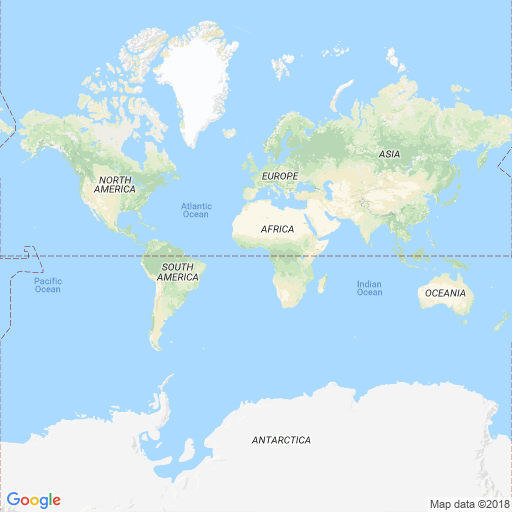 ASIA
EUROPE
NORTH
AMERICA
Atlantic
Ocean
AFRICA
SOUTH
AMERICA
Pacific
Ocean
Indian
Ocean
OCEANIA
ANTARCTICA
Google
Map data ©2018